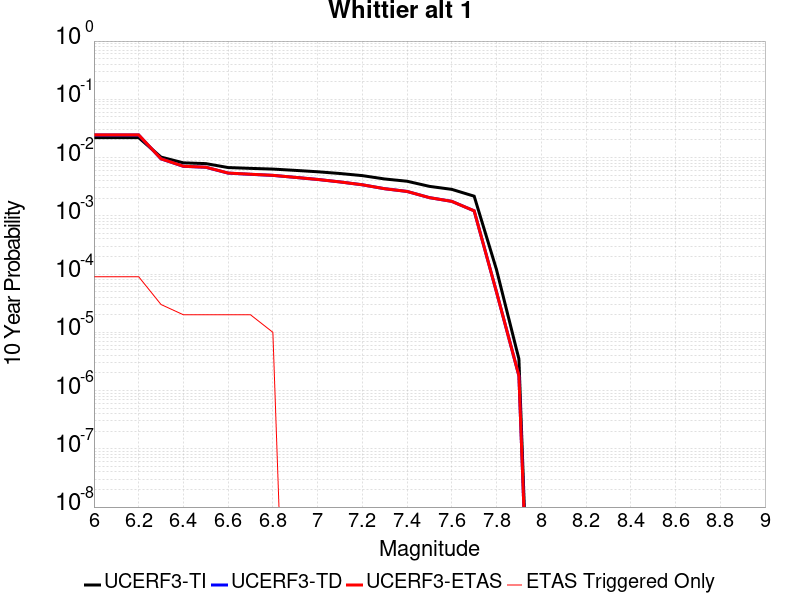 Whittier alt 1
10^0
10^-1
10^-2
10^-3
10^-4
10^-5
10^-6
10^-7
10^-8
10 Year Probability
6 6.2 6.4 6.6 6.8 7 7.2 7.4 7.6 7.8 8 8.2 8.4 8.6 8.8 9
Magnitude
UCERF3-TI UCERF3-TD UCERF3-ETAS ETAS Triggered Only